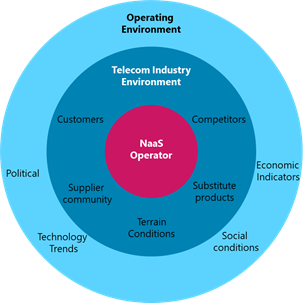 Operating
Environment
Telecom Industry
Environment
Customers
Competitors
NaaS
Operator
Political
Economic
Indicators
Supplier
community
Substitute
products
Terrain
Conditions
Technology
Trends
Social
conditions